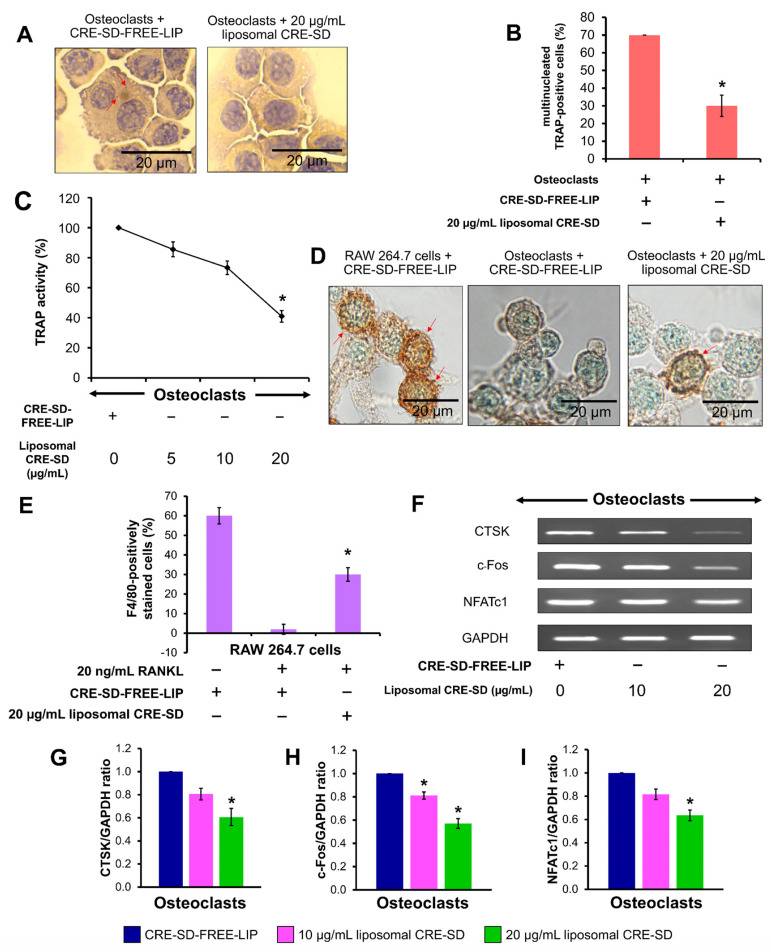 A
Osteoclasts +
CRE-SD-FREE-LIP
Osteoclasts + 20 µg/mL
liposomal CRE-SD
20 µm
20 µm
B
multinucleated
TRAP-positive cells (%)
80
70
60
50
40
30
20
10
0
*
Osteoclasts + +
CRE-SD-FREE-LIP + −
20 µg/mL liposomal CRE-SD − +
C
TRAP activity (%)
120
100
80
60
40
20
0
*
Osteoclasts
CRE-SD-
FREE-LIP + − − −
Liposomal
CRE-SD
(µg/mL) 0 5 10 20
D
RAW 264.7 cells +
CRE-SD-FREE-LIP
Osteoclasts +
CRE-SD-FREE-LIP
Osteoclasts + 20 µg/mL
liposomal CRE-SD
20 µm
20 µm
20 µm
E
F4/80-positively
stained cells (%)
70
60
50
40
30
20
10
0
-10
*
RAW 264.7 cells
20 ng/mL RANKL − + +
CRE-SD-FREE-LIP + + −
20 µg/mL liposomal CRE-SD − − +
F
Osteoclasts
CTSK
c-Fos
NFATc1
GAPDH
CRE-SD-FREE-LIP + − −
Liposomal CRE-SD (µg/mL) 0 10 20
G
CTSK/GAPDH ratio
1.2
1.0
0.8
0.6
0.4
0.2
0.0
*
Osteoclasts
H
c-Fos/GAPDH ratio
1.2
1.0
0.8
0.6
0.4
0.2
0.0
*
*
Osteoclasts
I
NFATc1/GAPDH ratio
1.2
1.0
0.8
0.6
0.4
0.2
0.0
*
Osteoclasts
CRE-SD-FREE-LIP 10 µg/mL liposomal CRE-SD 20 µg/mL liposomal CRE-SD